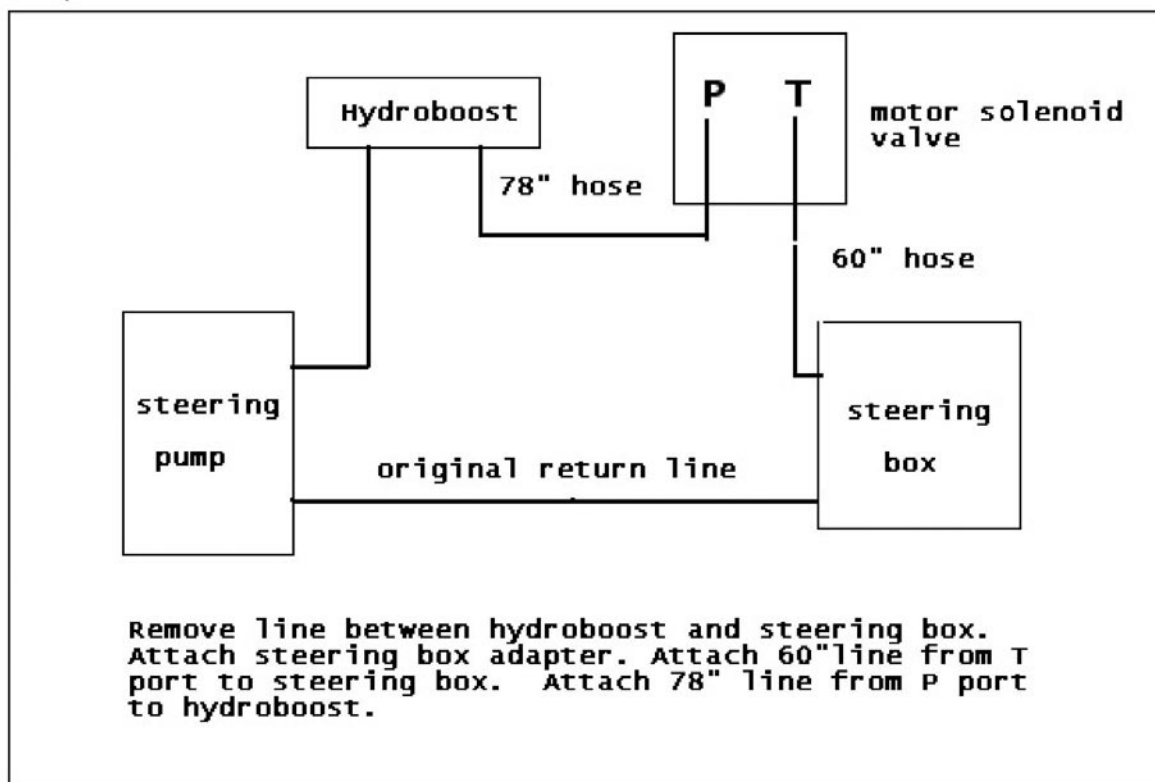 Hydroboost
P T
motor solenoid
valve
78" hose
60" hose
steering
pump
original return line
steering
box
Remove line between hydroboost and steering box.
Attach steering box adapter. Attach 60"line from T
port to steering box.  Attach 78" line from P port
to hydroboost.